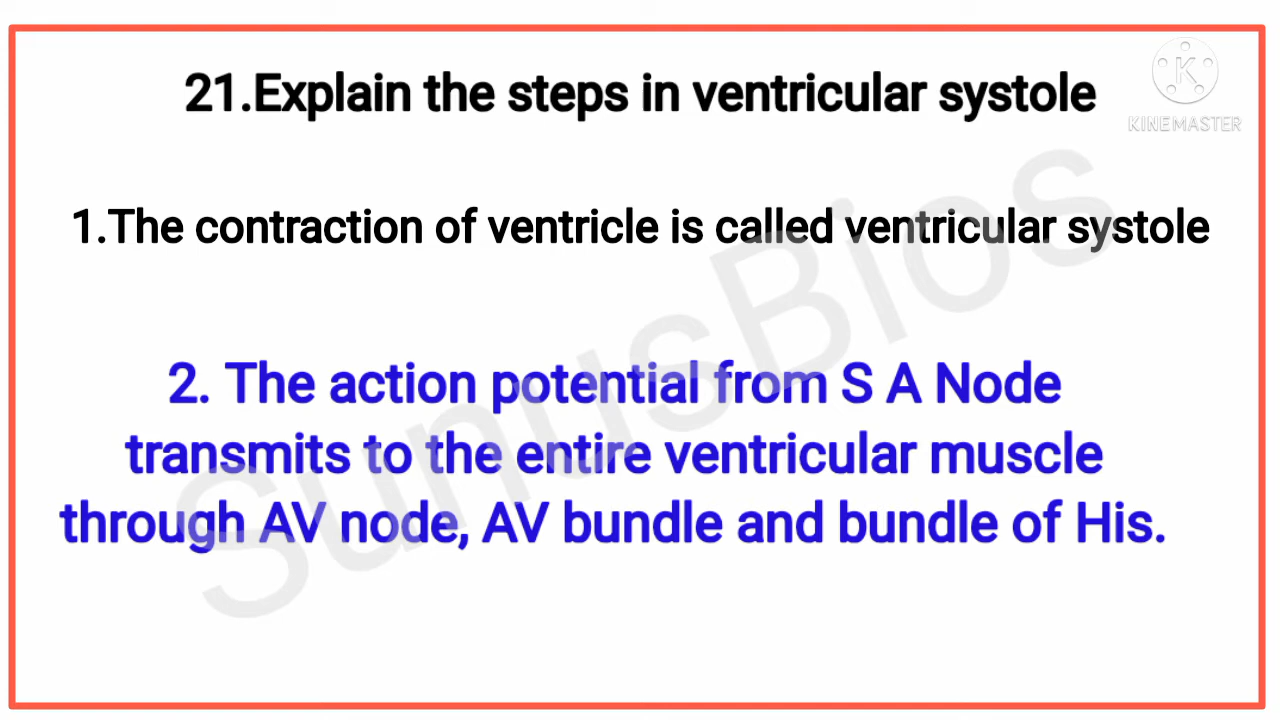 21.Explain the steps in ventricular systole
K
KINEMASTER
1.The contraction of ventricle is called ventricular systole
2. The action potential from S A Node
transmits to the entire ventricular muscle
through AV node, AV bundle and bundle of His.
SunusBios